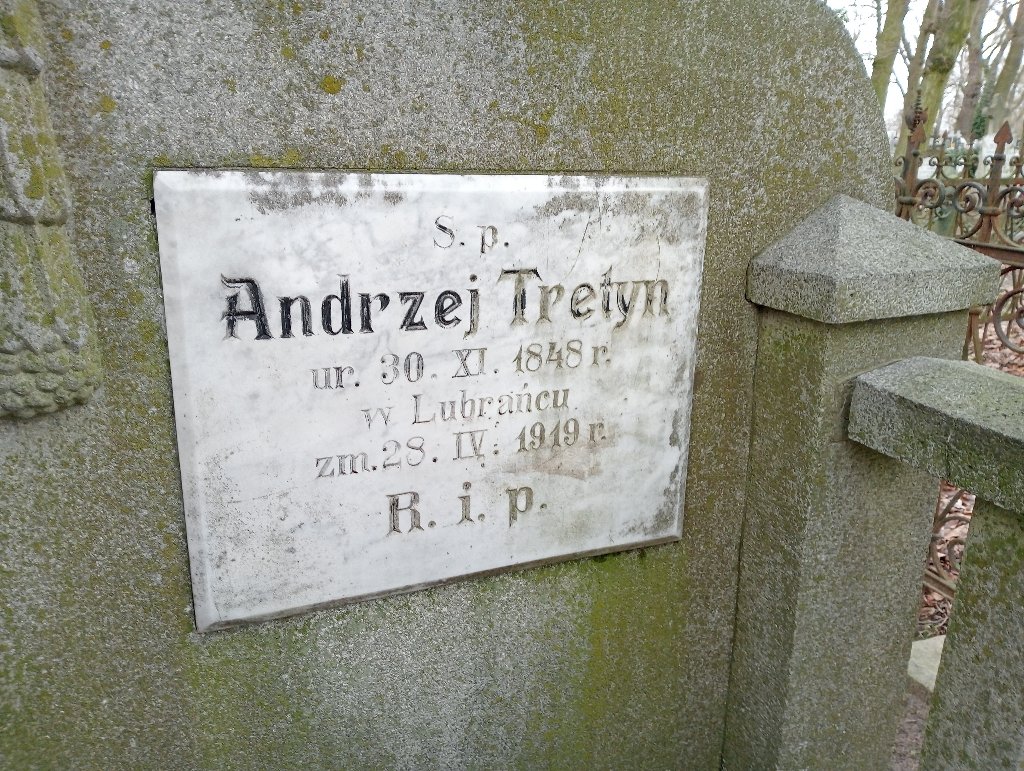 S. p.
Andrzej Tretyn
ur. 30. XI. 1848 r.
w Lubrańcu
zm. 28. IV. 1919 r.
R. i. p.